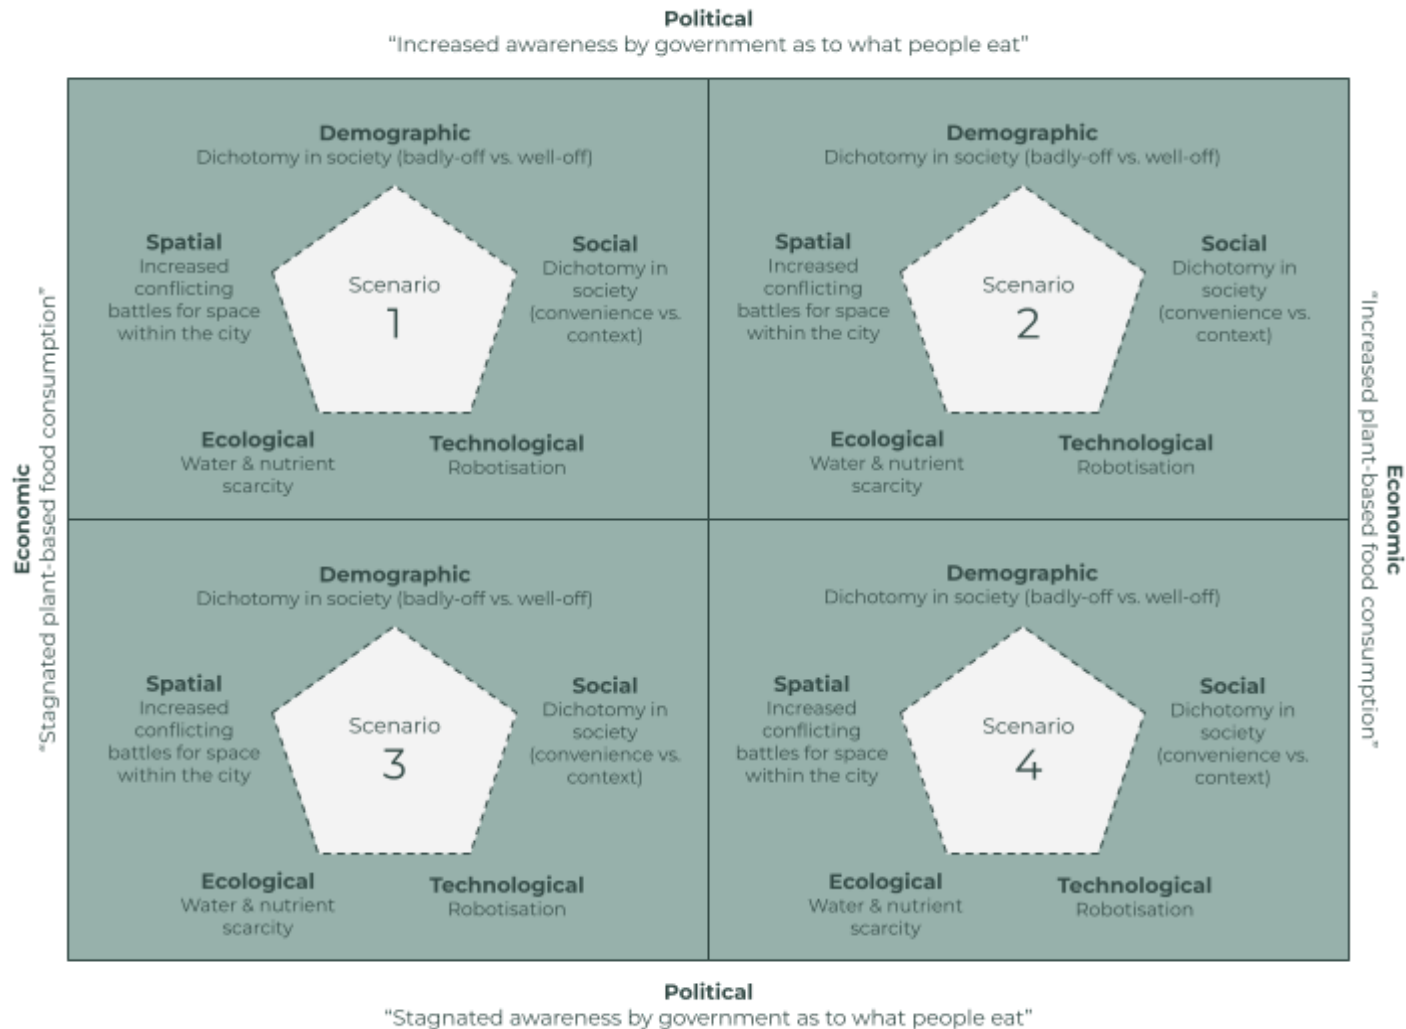 Political
“Increased awareness by government as to what people eat”
Economic
“Stagnated plant-based food consumption”
Demographic
Dichotomy in society (badly-off vs. well-off)
Spatial
Increased
conflicting
battles for space
within the city
Scenario
1
Social
Dichotomy in
society
(convenience vs.
context)
Ecological
Water & nutrient
scarcity
Technological
Robotisation
Demographic
Dichotomy in society (badly-off vs. well-off)
Spatial
Increased
conflicting
battles for space
within the city
Scenario
2
Social
Dichotomy in
society
(convenience vs.
context)
Ecological
Water & nutrient
scarcity
Technological
Robotisation
Economic
“Increased plant-based food consumption”
Demographic
Dichotomy in society (badly-off vs. well-off)
Spatial
Increased
conflicting
battles for space
within the city
Scenario
3
Social
Dichotomy in
society
(convenience vs.
context)
Ecological
Water & nutrient
scarcity
Technological
Robotisation
Demographic
Dichotomy in society (badly-off vs. well-off)
Spatial
Increased
conflicting
battles for space
within the city
Scenario
4
Social
Dichotomy in
society
(convenience vs.
context)
Ecological
Water & nutrient
scarcity
Technological
Robotisation
Political
“Stagnated awareness by government as to what people eat”